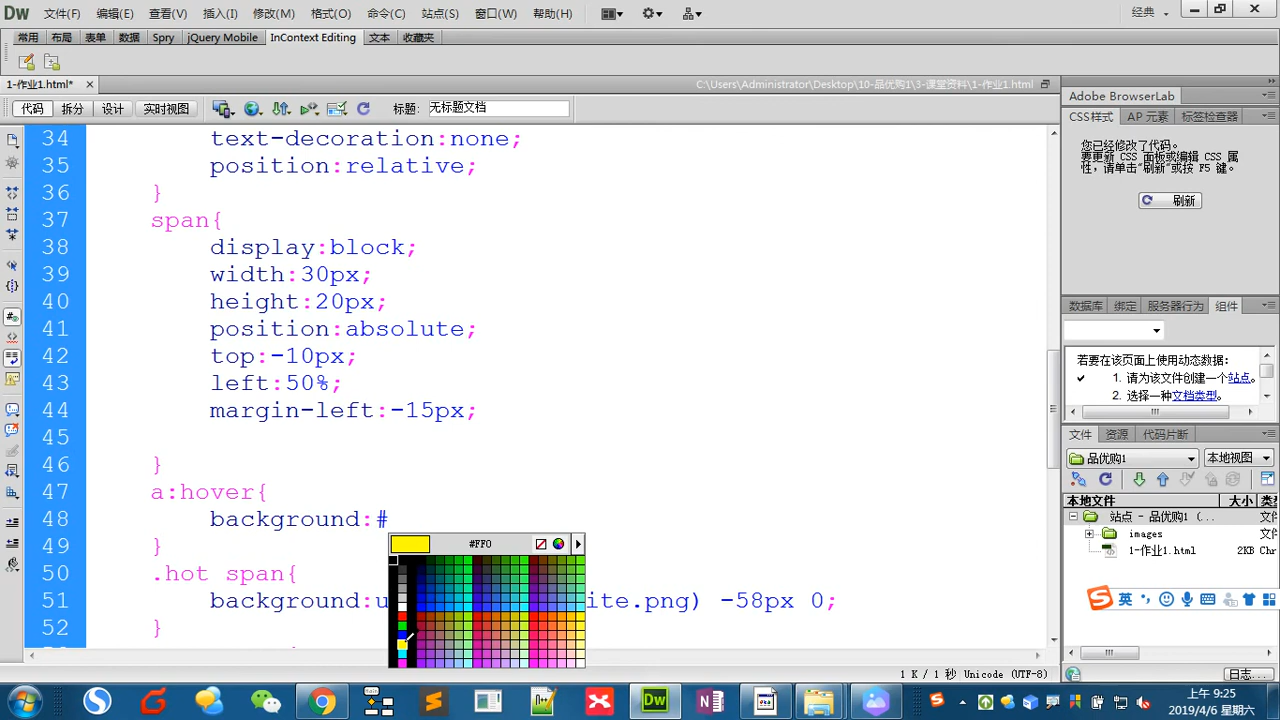 Dw 文件(F) 编辑(E) 查看(V) 插入(I) 修改(M) 格式(O) 命令(C) 站点(S) 窗口(W) 帮助(H) 经典
常用 布局 表单 数据 Spry jQuery Mobile InContext Editing 文本 收藏夹
1-作业1.html* C:\Users\Administrator\Desktop\10-品优购1\3-课堂资料\1-作业1.html
代码 拆分 设计 实时视图 标题: 无标题文档
34 text-decoration:none;
35 position:relative;
36 }
37 span{
38 display:block;
39 width:30px;
40 height:20px;
41 position:absolute;
42 top:-10px;
43 left:50%;
44 margin-left:-15px;
45
46 }
47 a:hover{
48 background:#
49 }
50 .hot span{
51 background:u ite.png) -58px 0;
52 }
#FF0
1 K / 1 秒 Unicode (UTF-8)
Adobe BrowserLab
CSS样式 AP 元素 标签检查器
您已经修改了代码。
要更新 CSS 面板或编辑 CSS 属
性，请单击“刷新”或按 F5 键。
刷新
数据库 绑定 服务器行为 组件
若要在该页面上使用动态数据:
1. 请为该文件创建一个站点。
2. 选择一种文档类型。
文件 资源 代码片断
品优购1 本地视图
本地文件 大小 类
站点 - 品优购1 (...
images 文
1-作业1.html 2KB Chr
英
日志...
Dw
上午 9:25
2019/4/6 星期六